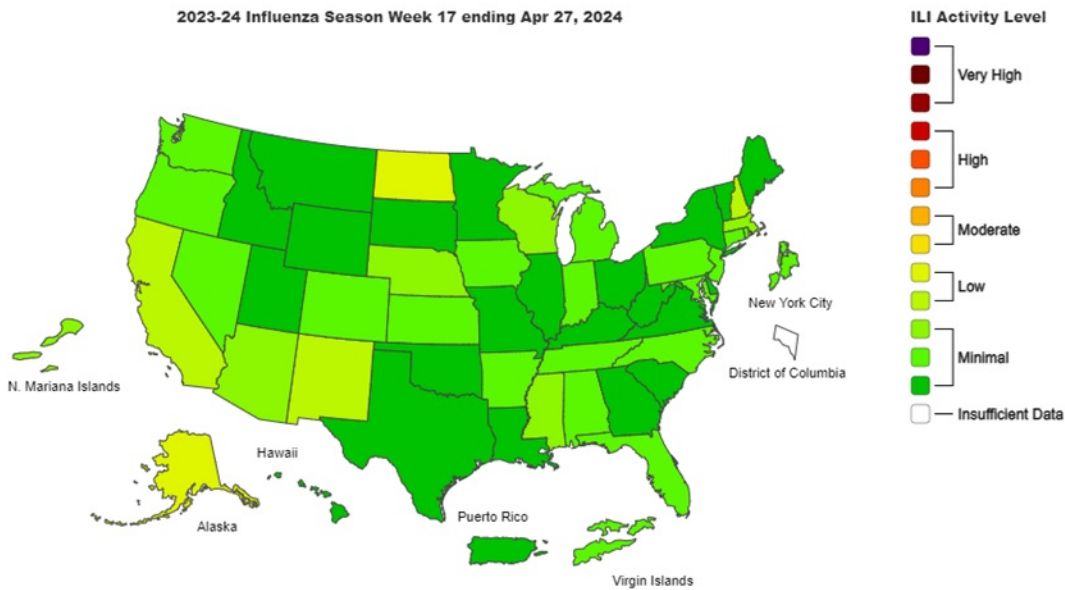 2023-24 Influenza Season Week 17 ending Apr 27, 2024
ILI Activity Level
Very High
High
Moderate
Low
Minimal
Insufficient Data
New York City
District of Columbia
N. Mariana Islands
Hawaii
Alaska
Puerto Rico
Virgin Islands